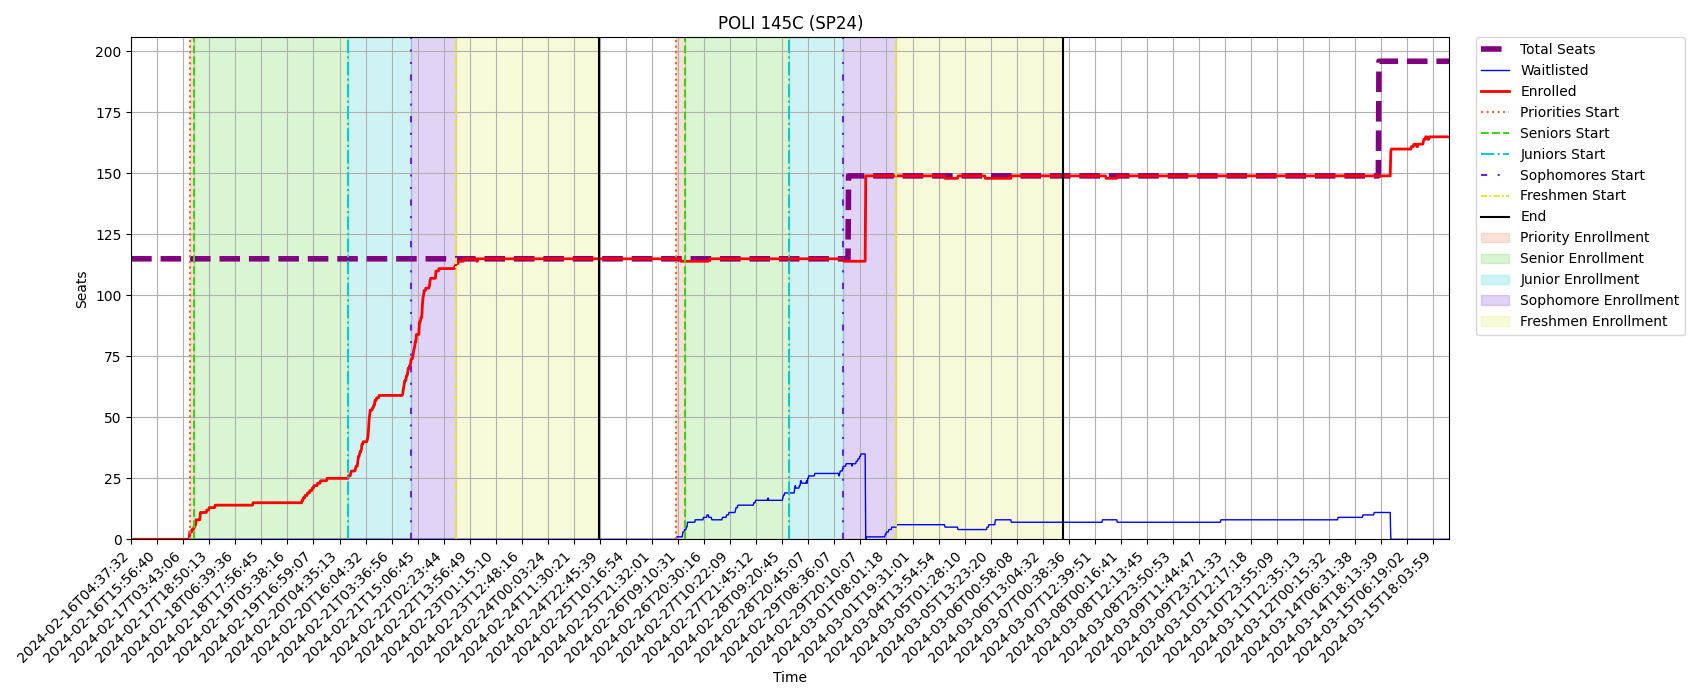 POLI 145C (SP24)
Seats
200
175
150
125
100
75
50
25
0
2024-02-16T04:37:32
2024-02-16T15:56:40
2024-02-17T03:43:06
2024-02-17T18:50:13
2024-02-18T06:39:36
2024-02-18T17:56:45
2024-02-19T05:38:16
2024-02-19T16:59:07
2024-02-20T04:35:13
2024-02-20T16:04:32
2024-02-21T03:36:56
2024-02-21T15:06:45
2024-02-22T02:23:44
2024-02-22T13:56:49
2024-02-23T01:15:10
2024-02-23T12:48:16
2024-02-24T00:03:24
2024-02-24T11:30:21
2024-02-24T22:45:39
2024-02-25T10:16:54
2024-02-25T21:32:01
2024-02-26T09:10:31
2024-02-26T20:30:16
2024-02-27T10:22:09
2024-02-27T21:45:12
2024-02-28T09:20:45
2024-02-28T20:45:07
2024-02-29T08:36:07
2024-02-29T20:10:07
2024-03-01T08:01:18
2024-03-01T19:31:01
2024-03-04T13:54:54
2024-03-05T01:28:10
2024-03-05T13:23:20
2024-03-06T00:58:08
2024-03-06T13:04:32
2024-03-07T00:38:36
2024-03-07T12:39:51
2024-03-08T00:16:41
2024-03-08T12:13:45
2024-03-08T23:50:53
2024-03-09T11:44:47
2024-03-09T23:21:33
2024-03-10T12:17:18
2024-03-10T23:55:09
2024-03-11T12:35:13
2024-03-12T00:15:32
2024-03-14T06:31:38
2024-03-14T18:13:39
2024-03-15T06:19:02
2024-03-15T18:03:59
Time
Total Seats
Waitlisted
Enrolled
Priorities Start
Seniors Start
Juniors Start
Sophomores Start
Freshmen Start
End
Priority Enrollment
Senior Enrollment
Junior Enrollment
Sophomore Enrollment
Freshmen Enrollment